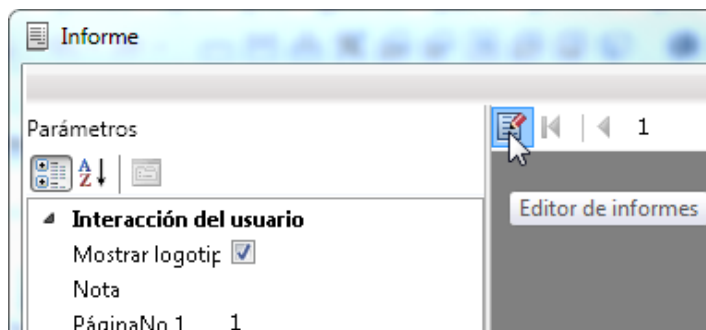 Informe
Parámetros
1
Editor de informes
Interacción del usuario
Mostrar logotip
Nota
PáginaNo 1 1